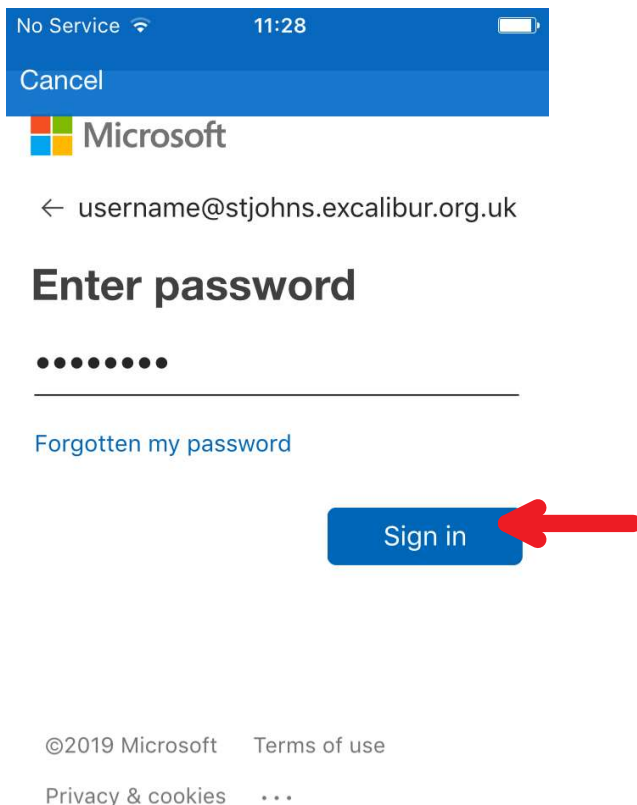 No Service 11:28
Cancel
Microsoft
← username@stjohns.excalibur.org.uk
Enter password
••••••••
Forgotten my password
Sign in
©2019 Microsoft Terms of use
Privacy & cookies ...